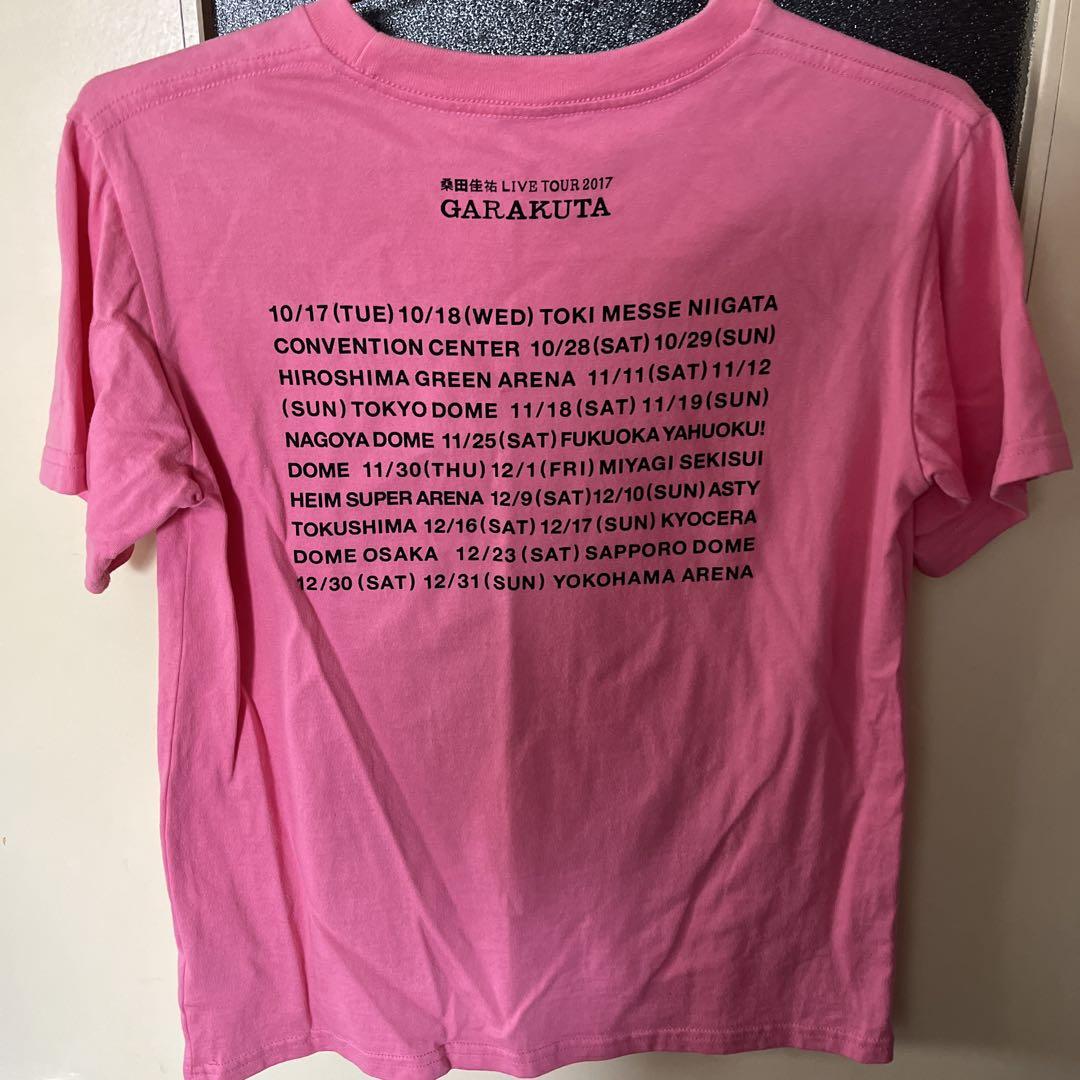 桑田佳祐 LIVE TOUR 2017
GARAKUTA
10/17(TUE) 10/18(WED) TOKI MESSE NIIGATA
CONVENTION CENTER 10/28(SAT) 10/29(SUN)
HIROSHIMA GREEN ARENA 11/11(SAT) 11/12
(SUN) TOKYO DOME 11/18(SAT) 11/19(SUN)
NAGOYA DOME 11/25(SAT) FUKUOKA YAHUOKU!
DOME 11/30(THU) 12/1(FRI) MIYAGI SEKISUI
HEIM SUPER ARENA 12/9(SAT) 12/10(SUN) ASTY
TOKUSHIMA 12/16(SAT) 12/17(SUN) KYOCERA
DOME OSAKA 12/23(SAT) SAPPORO DOME
12/30(SAT) 12/31(SUN) YOKOHAMA ARENA